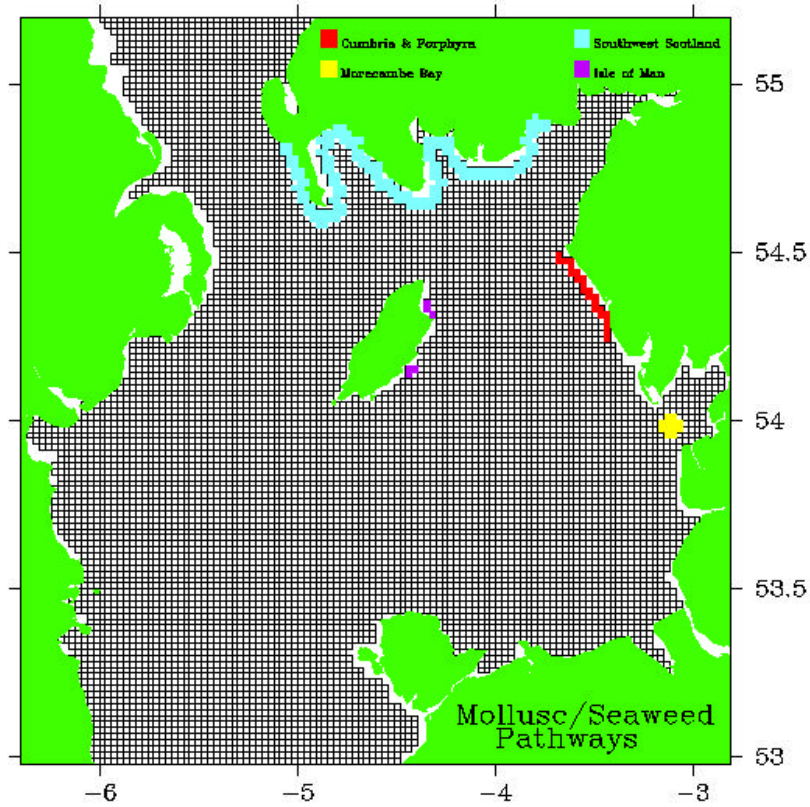 Cumbria & Porphyra
Southwest Scotland
Morecambe Bay
Isle of Man
55
54.5
54
53.5
53
Mollusc/Seaweed
Pathways
-6
-5
-4
-3